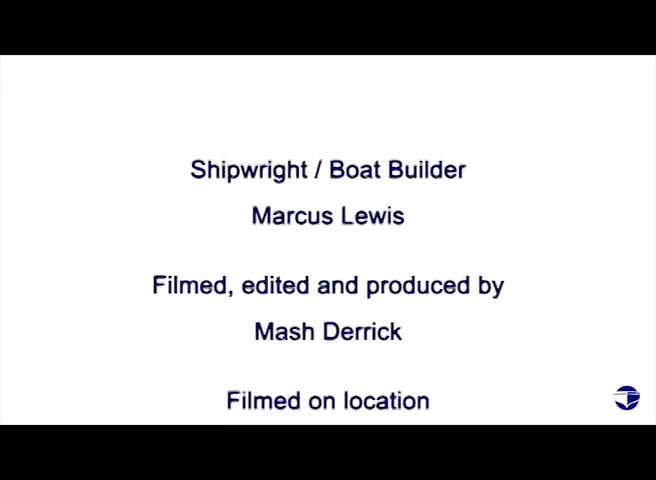 Shipwright / Boat Builder
Marcus Lewis
Filmed, edited and produced by
Mash Derrick
Filmed on location